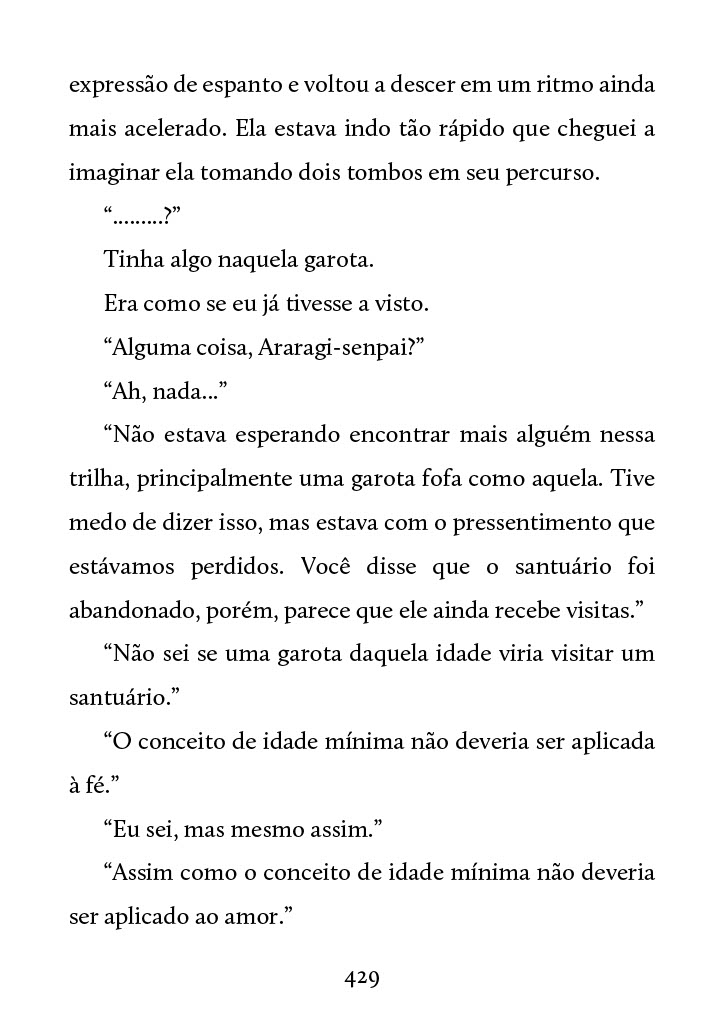 expressão de espanto e voltou a descer em um ritmo ainda
mais acelerado. Ela estava indo tão rápido que cheguei a
imaginar ela tomando dois tombos em seu percurso.
“.........?”
Tinha algo naquela garota.
Era como se eu já tivesse a visto.
“Alguma coisa, Araragi-senpai?”
“Ah, nada...”
“Não estava esperando encontrar mais alguém nessa
trilha, principalmente uma garota fofa como aquela. Tive
medo de dizer isso, mas estava com o pressentimento que
estávamos perdidos. Você disse que o santuário foi
abandonado, porém, parece que ele ainda recebe visitas.”
“Não sei se uma garota daquela idade viria visitar um
santuário.”
“O conceito de idade mínima não deveria ser aplicada
à fé.”
“Eu sei, mas mesmo assim.”
“Assim como o conceito de idade mínima não deveria
ser aplicado ao amor.”
429